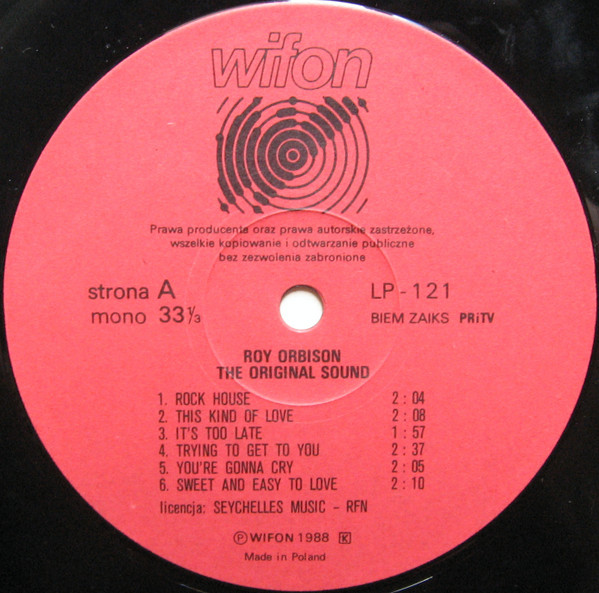 wifon
Prawa producenta oraz prawa autorskie zastrzeżone,
wszelkie kopiowanie i odtwarzanie publiczne
bez zezwolenia zabronione
strona A LP - 121
mono 33 1/3 BIEM ZAIKS PRiTV
ROY ORBISON
THE ORIGINAL SOUND
1. ROCK HOUSE 2 : 04
2. THIS KIND OF LOVE 2 : 08
3. IT'S TOO LATE 1 : 57
4. TRYING TO GET TO YOU 2 : 37
5. YOU'RE GONNA CRY 2 : 05
6. SWEET AND EASY TO LOVE 2 : 10
licencja: SEYCHELLES MUSIC - RFN
Ⓟ WIFON 1988 K
Made in Poland